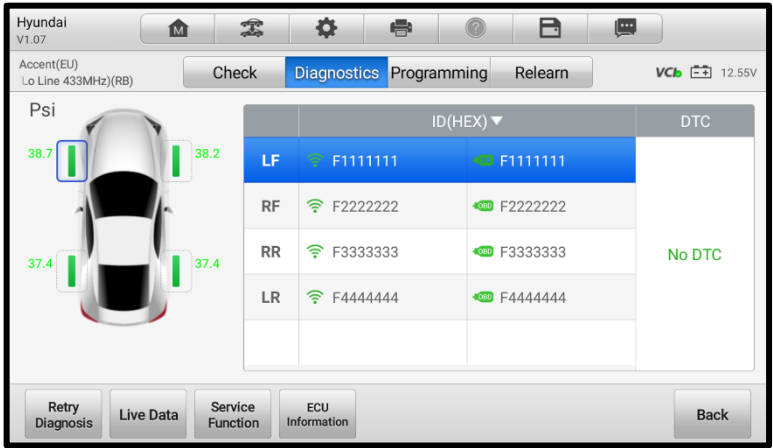 Hyundai
V1.07
M
?
Accent(EU)
Lo Line 433MHz)(RB)
Check
Diagnostics
Programming
Relearn
VCI
12.55V
Psi
ID(HEX)▼
DTC
38.7
38.2
LF
F1111111
OBD
F1111111
RF
F2222222
OBD
F2222222
37.4
37.4
RR
F3333333
OBD
F3333333
No DTC
LR
F4444444
OBD
F4444444
Retry
Diagnosis
Live Data
Service
Function
ECU
Information
Back